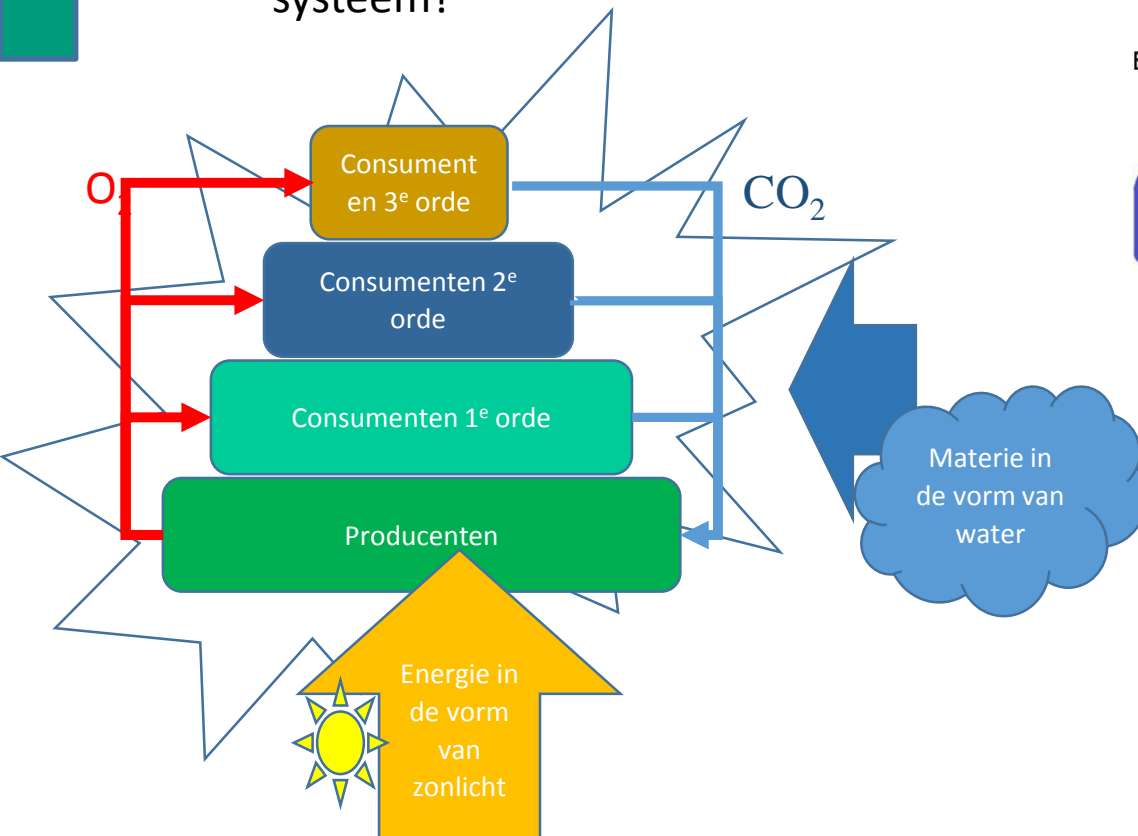 systeem?
O₂
Consument
en 3ᵉ orde
CO₂
Consumenten 2ᵉ
orde
Consumenten 1ᵉ orde
Materie in
de vorm van
water
Producenten
Energie in
de vorm
van
zonlicht